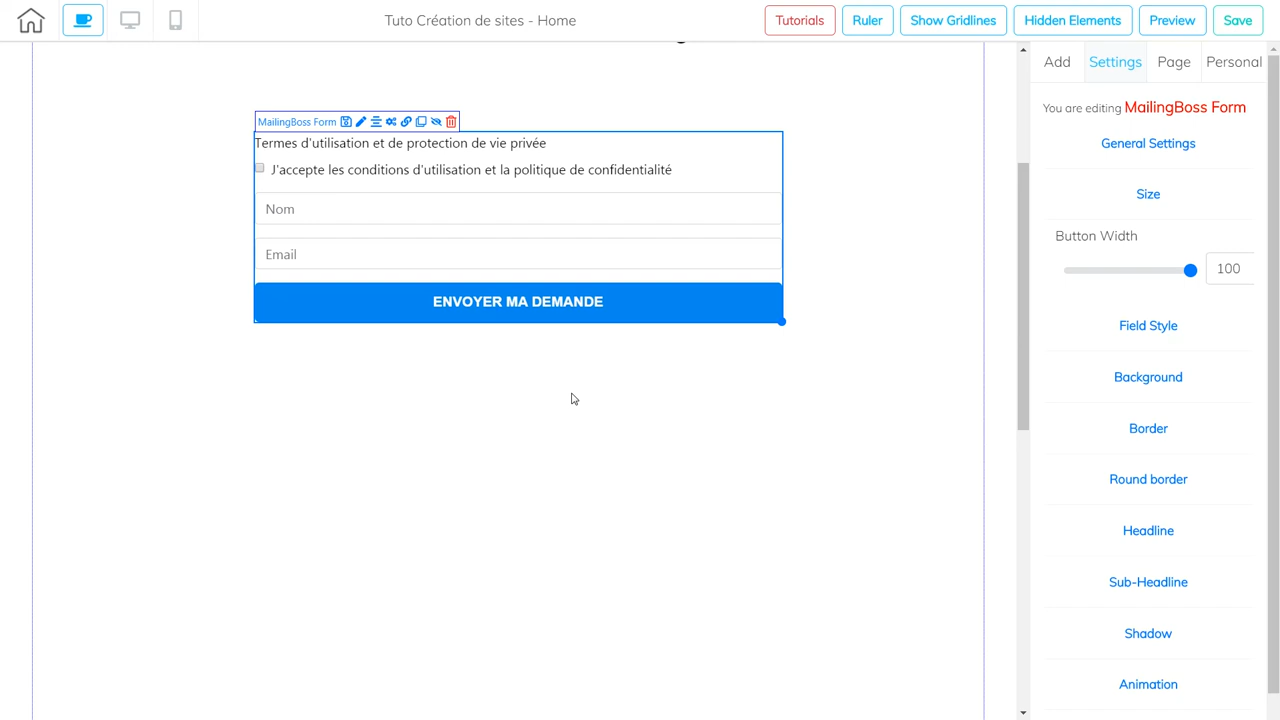 Tuto Création de sites - Home
Tutorials
Ruler
Show Gridlines
Hidden Elements
Preview
Save
Add
Settings
Page
Personal
You are editing MailingBoss Form
General Settings
Size
Button Width
100
Field Style
Background
Border
Round border
Headline
Sub-Headline
Shadow
Animation
MailingBoss Form
Termes d'utilisation et de protection de vie privée
J'accepte les conditions d'utilisation et la politique de confidentialité
Nom
Email
ENVOYER MA DEMANDE